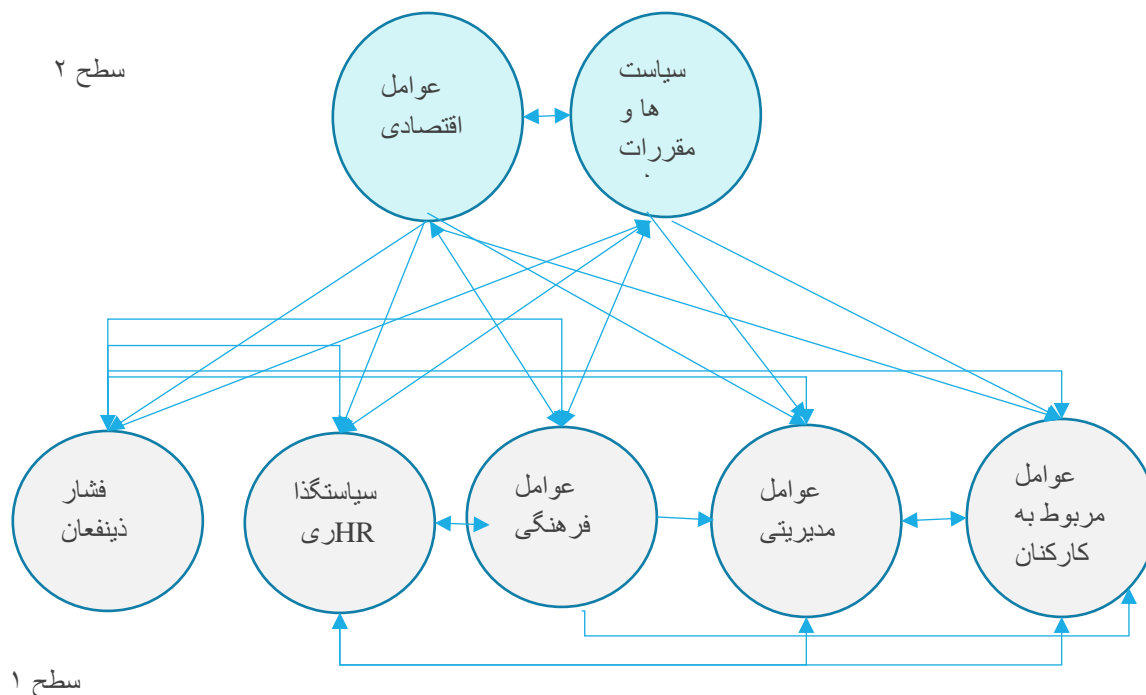 سطح ۲
سیاست
ها و
مقررات
عوامل
اقتصادی
عوامل
مربوط به
کارکنان
عوامل
مدیریتی
عوامل
فرهنگی
سیاستگذا
HRری
فشار
ذینفعان
سطح ۱